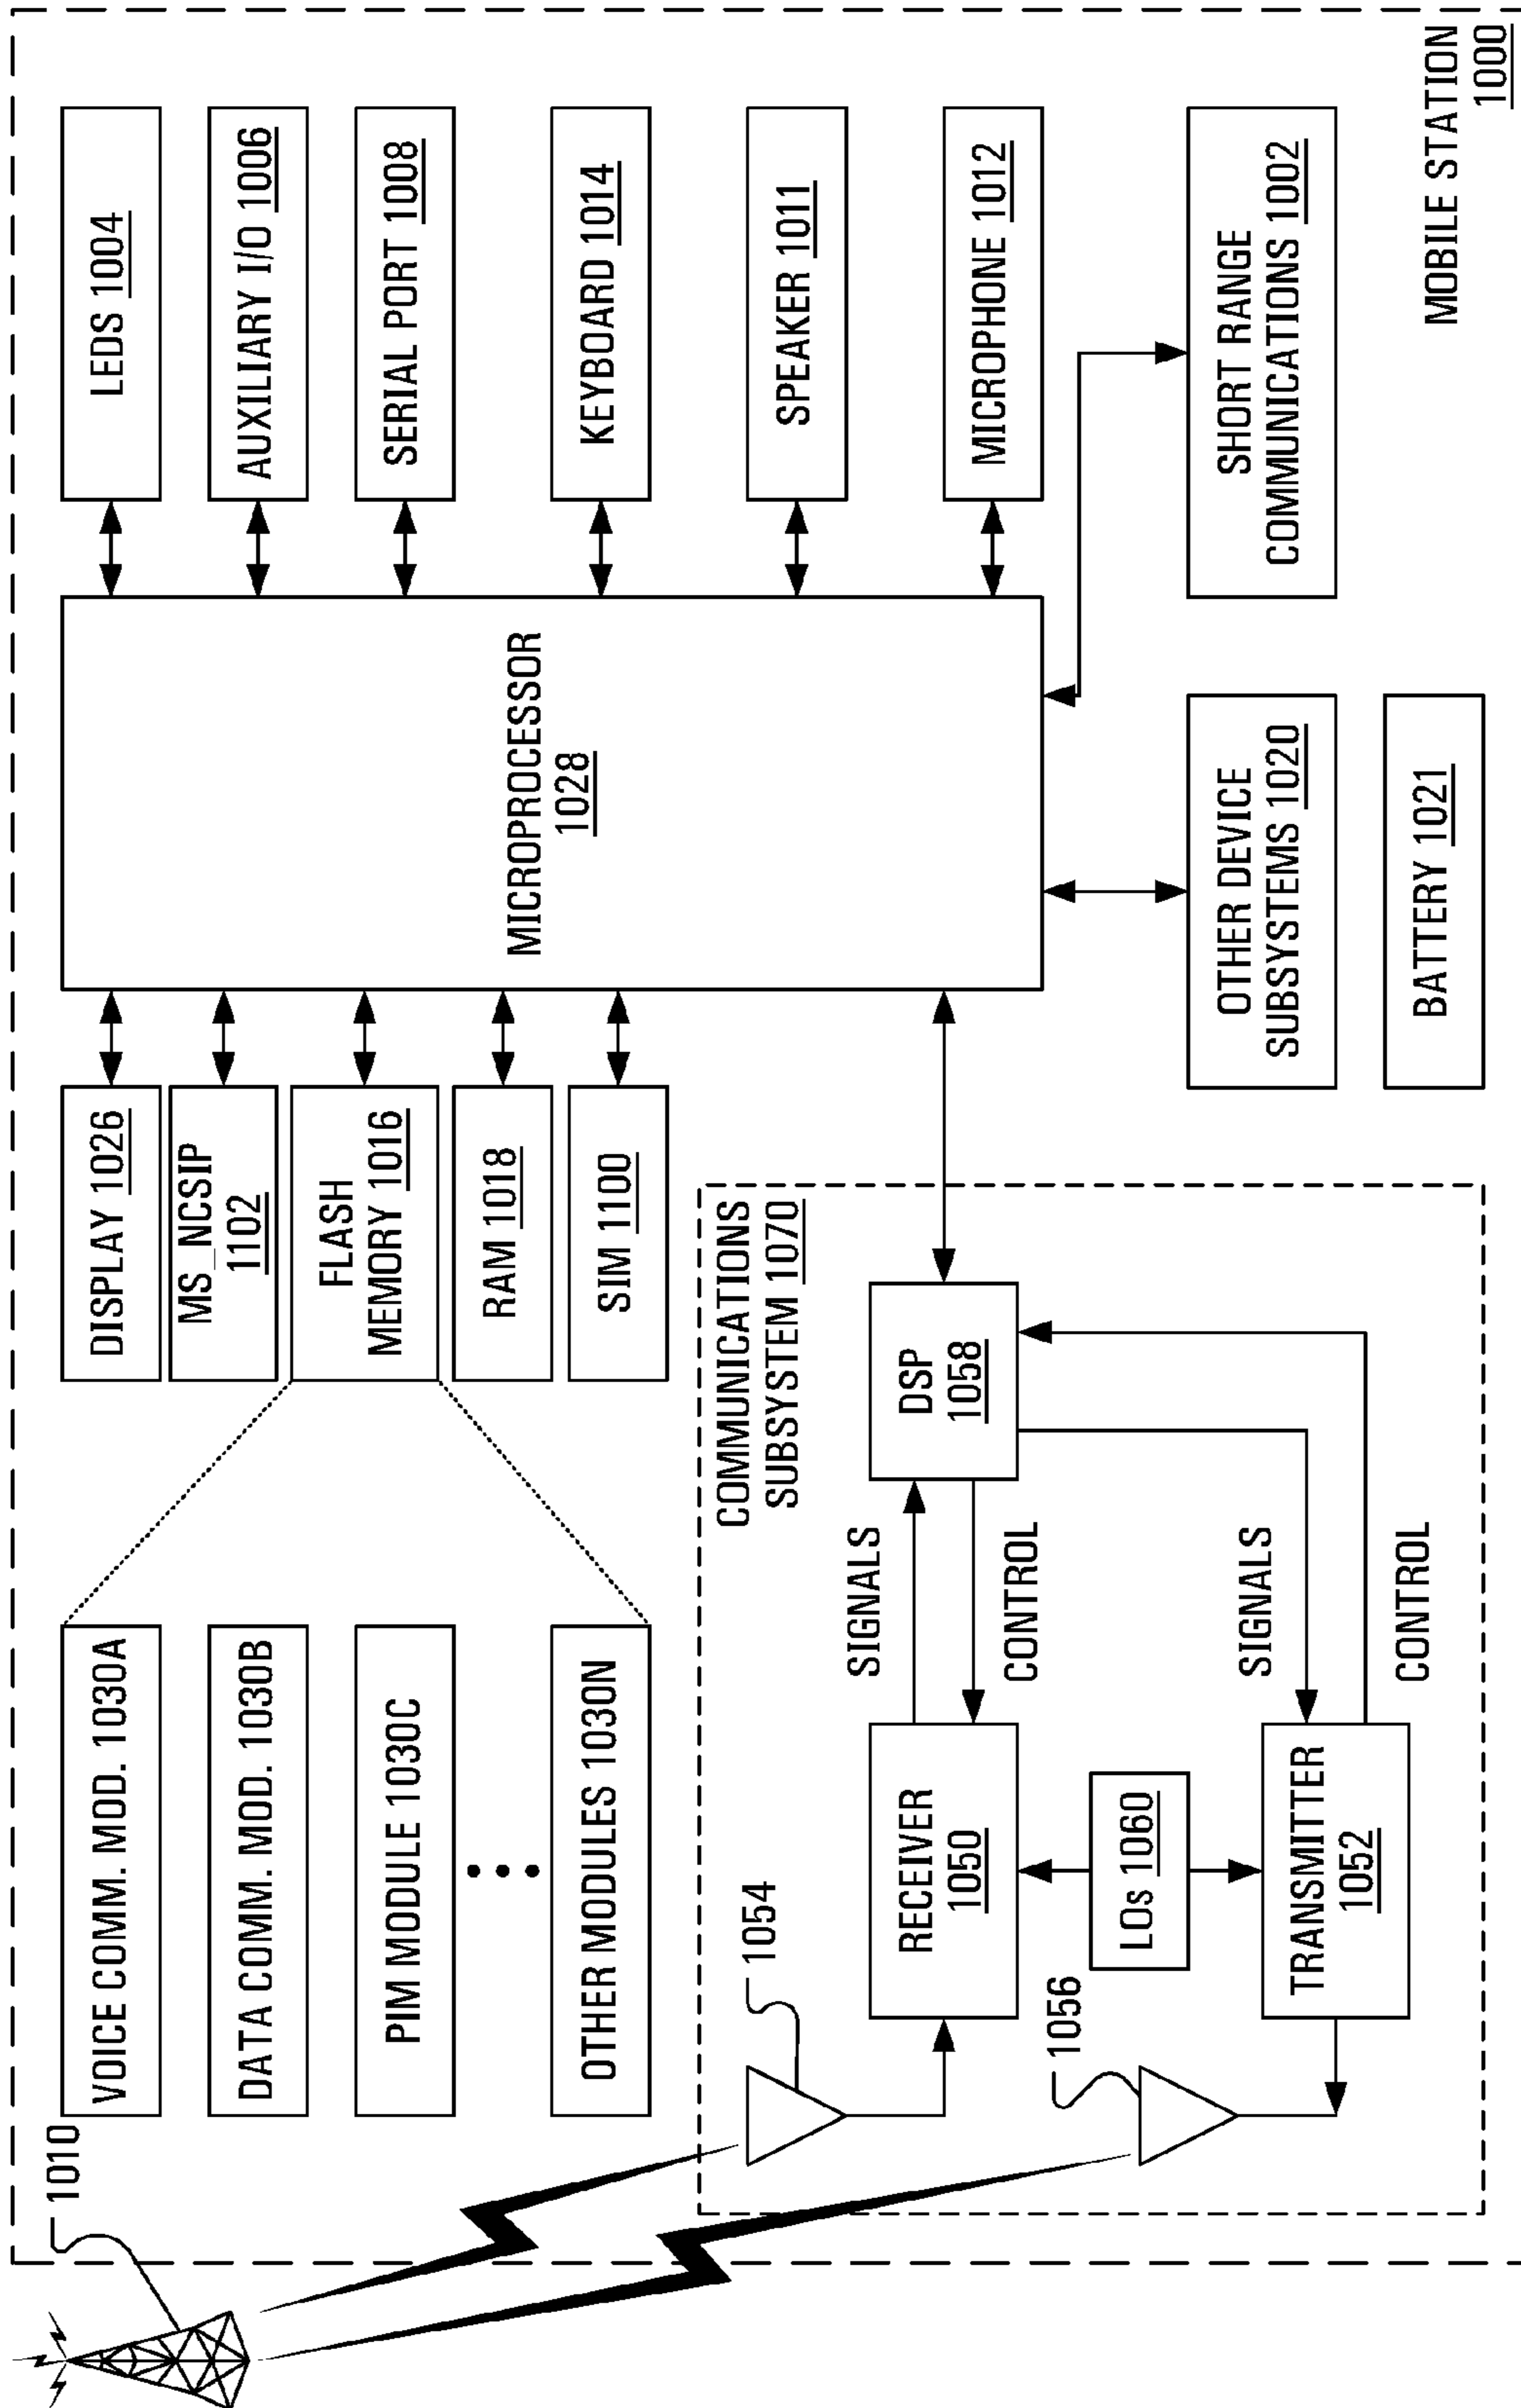 1010
VOICE COMM. MOD. 1030A
DATA COMM. MOD. 1030B
PIM MODULE 1030C
OTHER MODULES 1030N
DISPLAY 1026
MS_NCSIP
1102
FLASH
MEMORY 1016
RAM 1018
SIM 1100
MICROPROCESSOR
1028
LEDS 1004
AUXILIARY I/O 1006
SERIAL PORT 1008
KEYBOARD 1014
SPEAKER 1011
MICROPHONE 1012
COMMUNICATIONS
SUBSYSTEM 1070
1054
RECEIVER
1050
SIGNALS
CONTROL
DSP
1058
1056
LOs 1060
TRANSMITTER
1052
SIGNALS
CONTROL
OTHER DEVICE
SUBSYSTEMS 1020
SHORT RANGE
COMMUNICATIONS 1002
BATTERY 1021
MOBILE STATION
1000